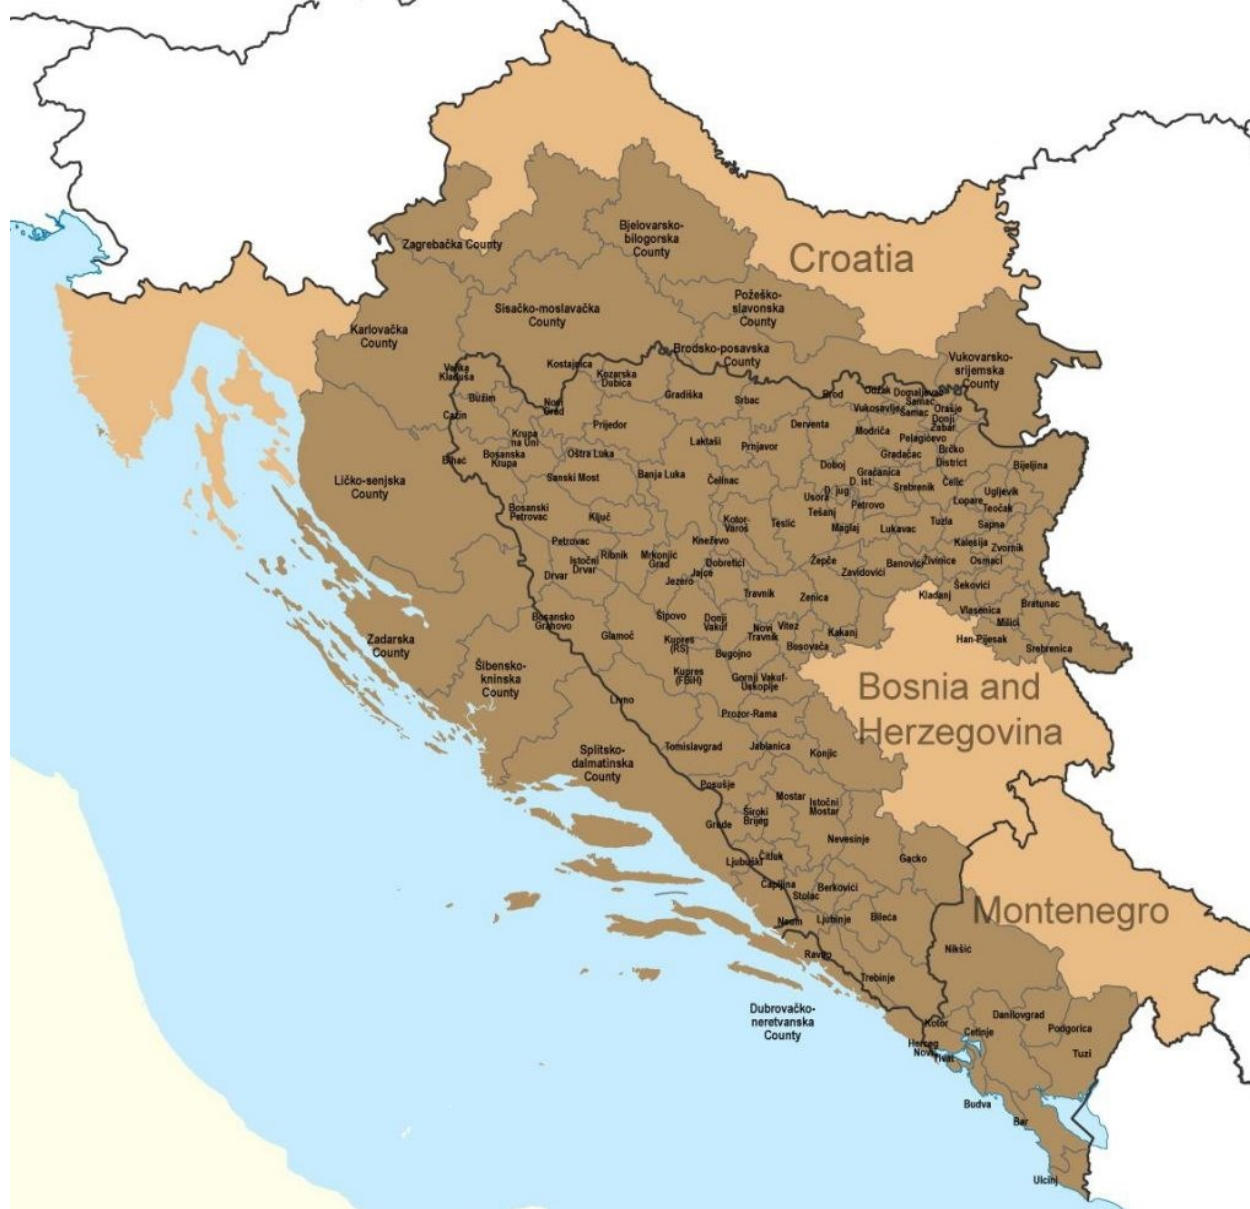 Croatia
Bjelovarsko-
bilogorska
County
Zagrebačka County
Požeško-
slavonska
County
Sisačko-moslavačka
County
Karlovačka
County
Brodsko-posavska
County
Vukovarsko-
srijemska
County
Velika
Kladuša
Kostajnica
Kozarska
Dubica
Bužim
Novi
Grad
Gradiška
Srbac
Brod
Odžak
Domaljevac
Šamac
Vukosavlje
Šamac
Orašje
Donji
Žabar
Cazin
Krupa
na Uni
Prijedor
Derventa
Modriča
Pelagićevo
Laktaši
Prnjavor
Brčko
District
Bihać
Bosanska
Krupa
Oštra Luka
Gradačac
Bijeljina
Ličko-senjska
County
Sanski Most
Banja Luka
Čelinac
Doboj
Gračanica
D. ist.
Srebrenik
Čelić
Ugljevik
Usora
D. jug
Petrovo
Lopare
Teočak
Bosanski
Petrovac
Ključ
Kotor-
Varoš
Teslić
Tešanj
Maglaj
Lukavac
Tuzla
Sapna
Petrovac
Kneževo
Kalesija
Zvornik
Istočni
Drvar
Ribnik
Mrkonjić
Grad
Dobretići
Žepče
Banovići
Živinice
Osmaci
Drvar
Jezero
Jajce
Zavidovići
Šekovići
Travnik
Zenica
Kladanj
Vlasenica
Bratunac
Milići
Bosansko
Grahovo
Šipovo
Donji
Vakuf
Novi
Travnik
Vitez
Kakanj
Glamoč
Kupres
(RS)
Busovača
Han-Pijesak
Srebrenica
Zadarska
County
Bugojno
Šibensko-
kninska
County
Kupres
(FBiH)
Gornji Vakuf-
Uskoplje
Bosnia and
Herzegovina
Livno
Prozor-Rama
Splitsko-
dalmatinska
County
Tomislavgrad
Jablanica
Konjic
Posušje
Mostar
Istočni
Mostar
Široki
Brijeg
Grude
Nevesinje
Ljubuški
Čitluk
Gacko
Čapljina
Stolac
Berkovići
Neum
Ljubinje
Bileća
Montenegro
Ravno
Trebinje
Nikšić
Dubrovačko-
neretvanska
County
Kotor
Danilovgrad
Cetinje
Podgorica
Herceg
Novi
Tivat
Tuzi
Budva
Bar
Ulcinj